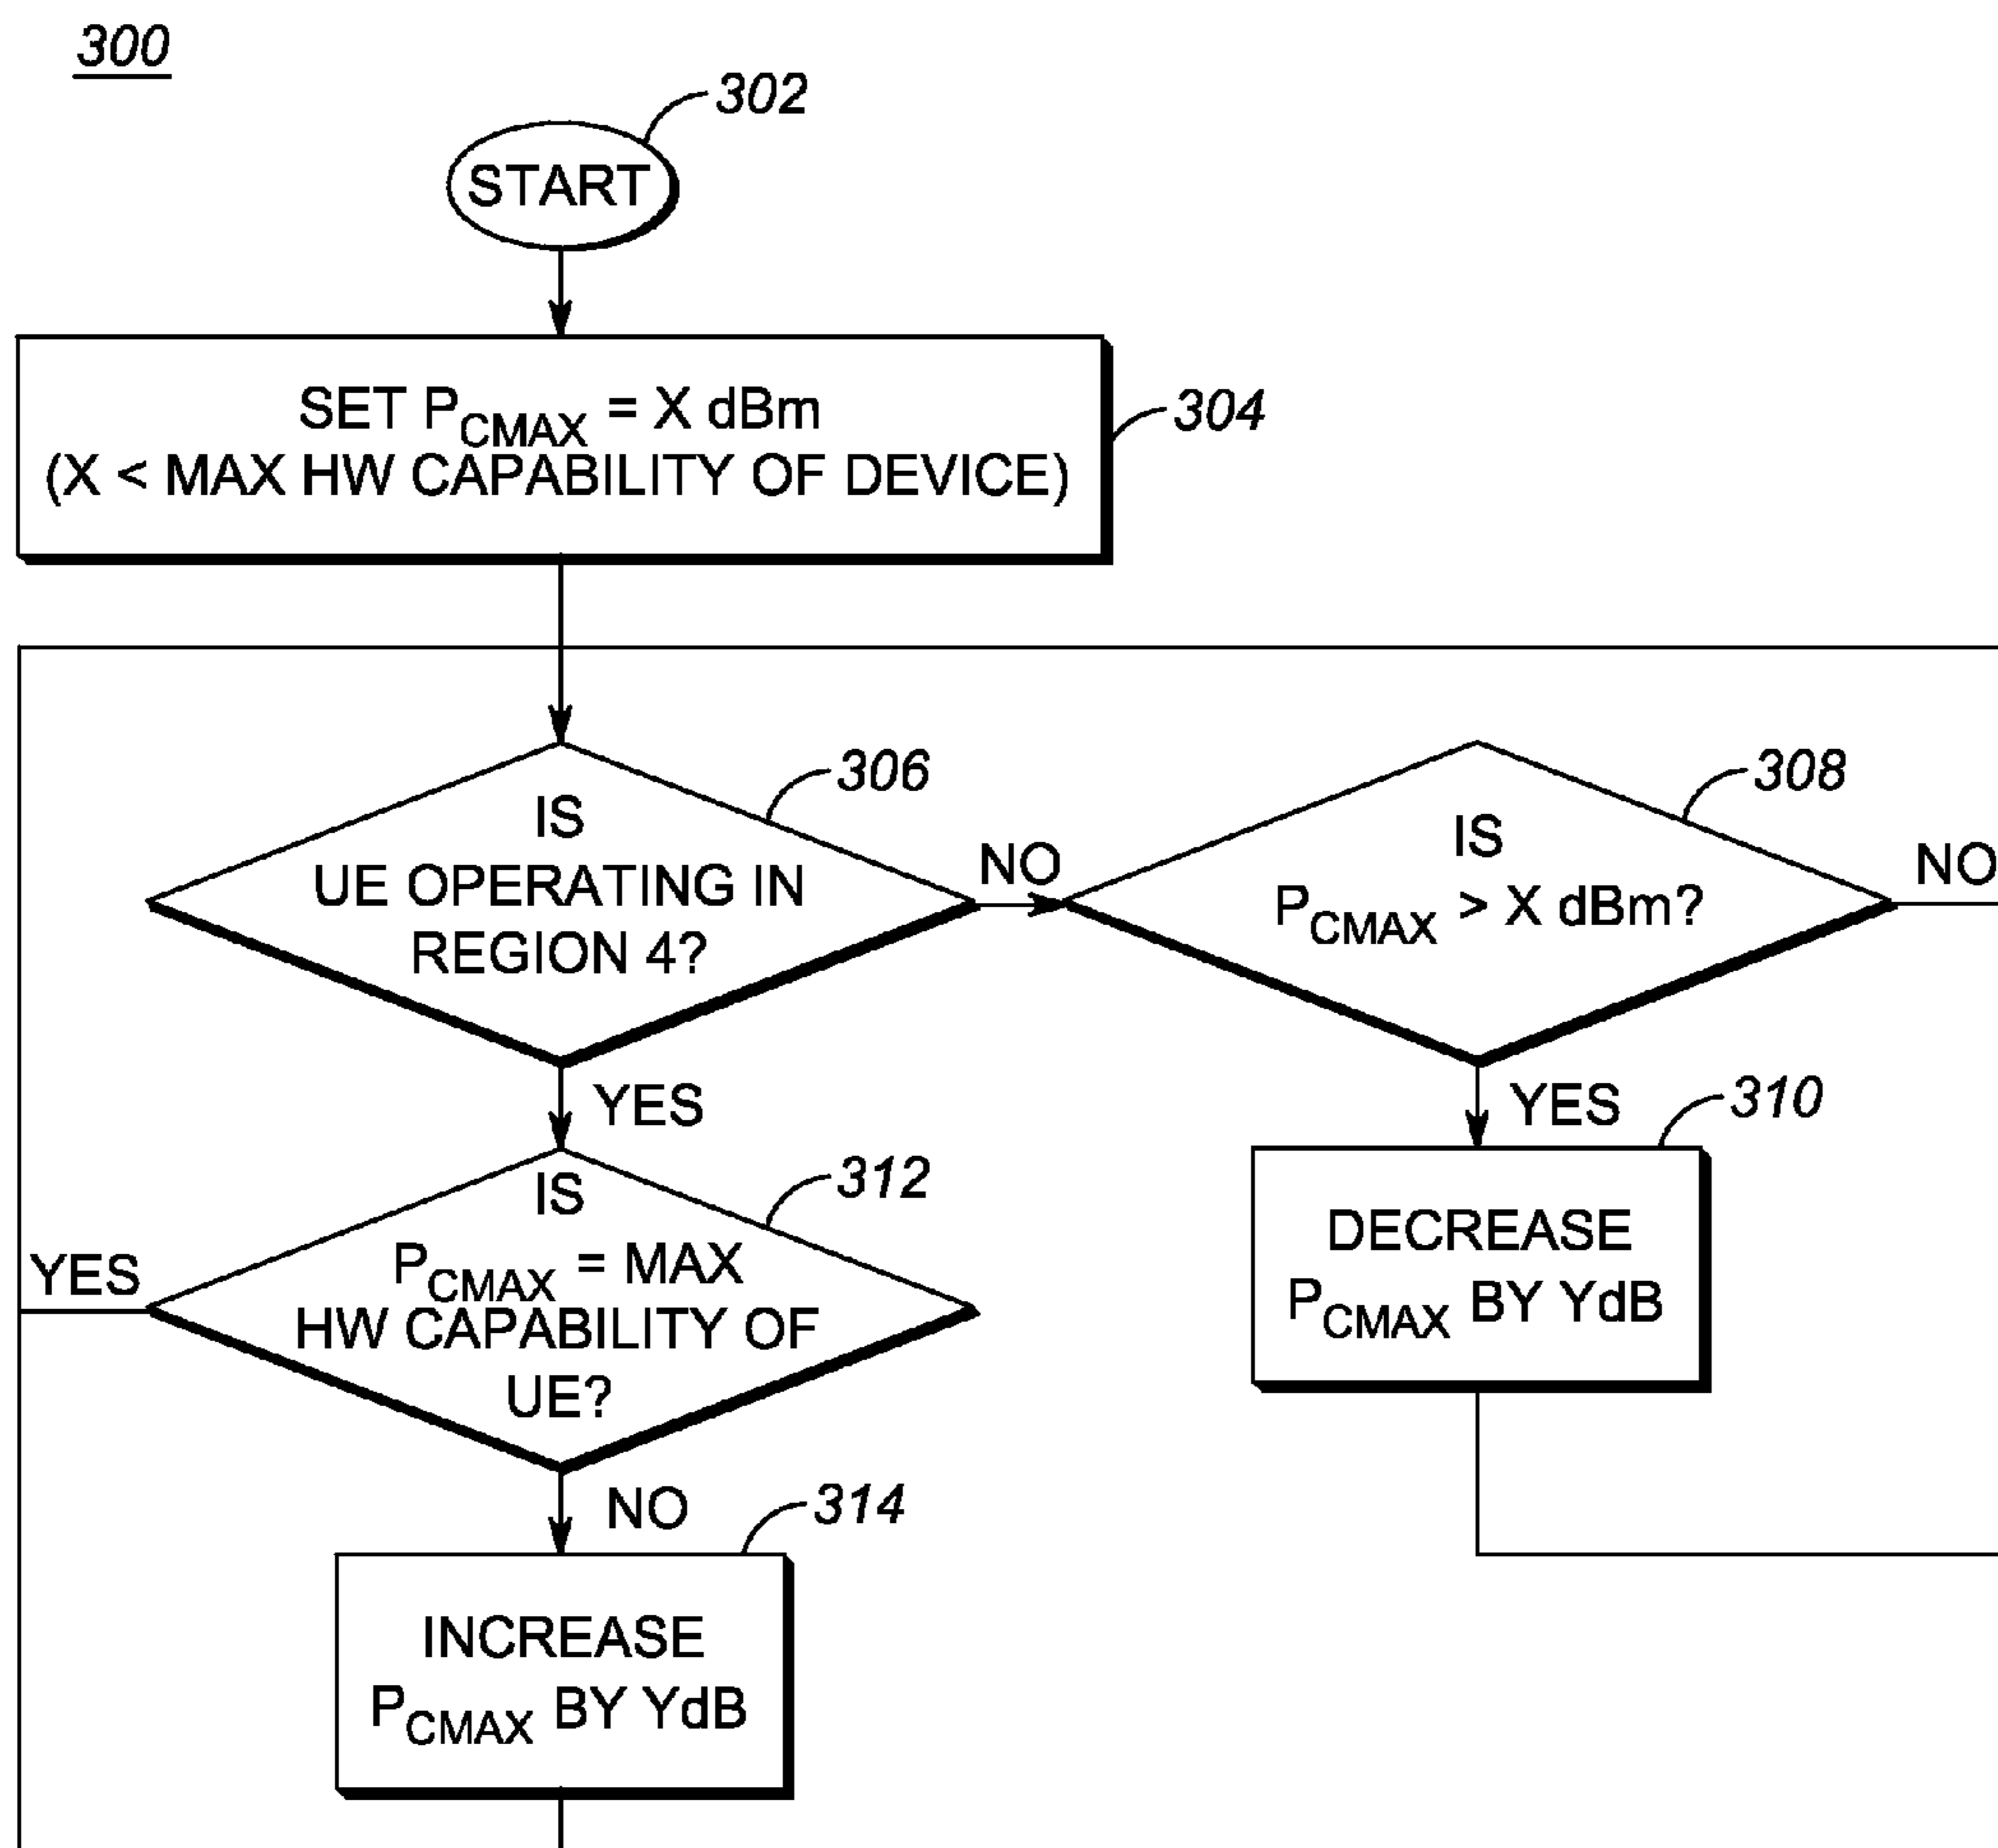 300
302
START
SET PCMAX = X dBm
(X < MAX HW CAPABILITY OF DEVICE)
304
306
IS
UE OPERATING IN
REGION 4?
NO
308
IS
PCMAX > X dBm?
NO
YES
YES
310
312
IS
PCMAX = MAX
HW CAPABILITY OF
UE?
YES
DECREASE
PCMAX BY YdB
NO
314
INCREASE
PCMAX BY YdB